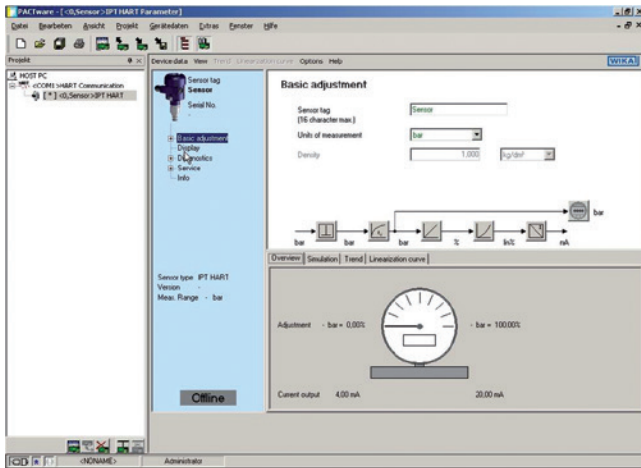 PACTware - [<0,Sensor>IPT HART Parameter]
Datei Bearbeiten Ansicht Projekt Gerätedaten Extras Fenster Hilfe
Projekt
HOST PC
<COM1>HART Communication
[ * ] <0,Sensor>IPT HART
Device data View Trend Linearization curve Options Help
WIKA
Sensor tag
Sensor
Serial No.
-
Basic adjustment
Display
Diagnostics
Service
Info
Sensor type IPT HART
Version -
Meas. Range - bar
Offline
Basic adjustment
Sensor tag
(16 character max.)
Sensor
Units of measurement
bar
Density
1,000
kg/dm³
bar
bar bar bar % lin% mA
Overview Simulation Trend Linearization curve
Adjustment - bar = 0,00%
- bar = 100,00%
Current output 4,00 mA
20,00 mA
<NONAME> Administrator